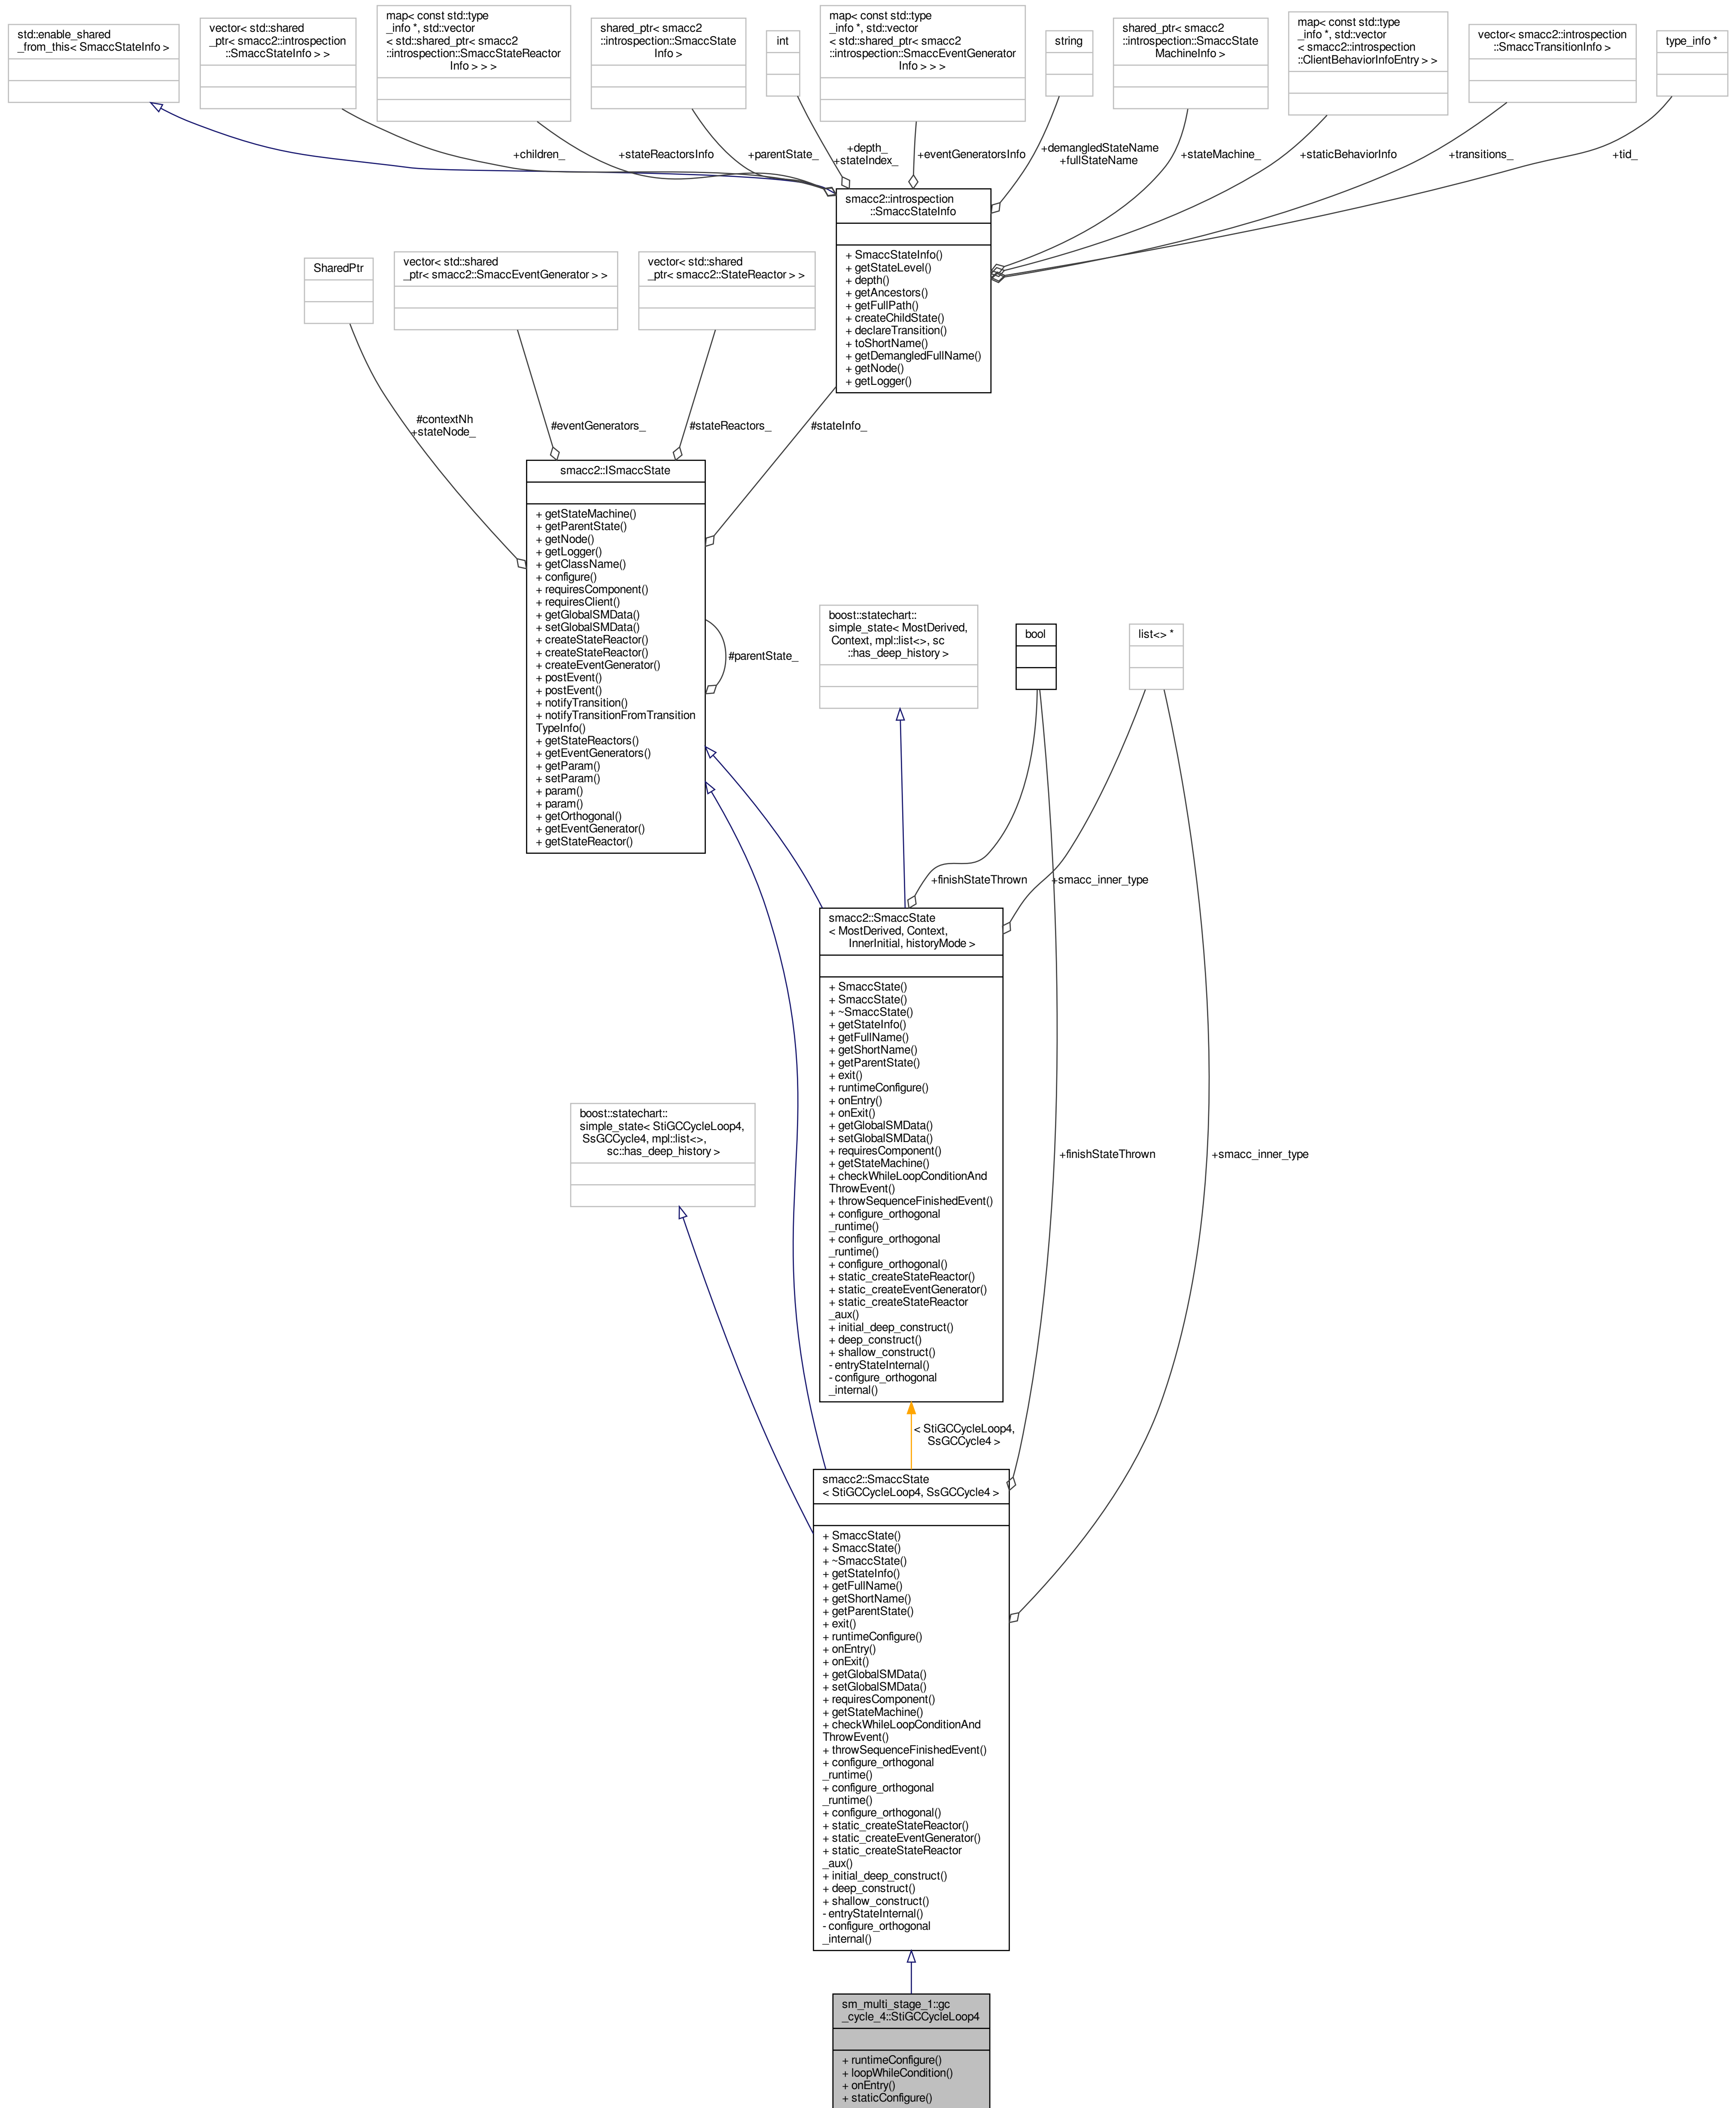 std::enable_shared
_from_this< SmaccStateInfo >
vector< std::shared
_ptr< smacc2::introspection
::SmaccStateInfo > >
map< const std::type
_info *, std::vector
< std::shared_ptr< smacc2
::introspection::SmaccStateReactor
Info > > >
shared_ptr< smacc2
::introspection::SmaccState
Info >
int
map< const std::type
_info *, std::vector
< std::shared_ptr< smacc2
::introspection::SmaccEventGenerator
Info > > >
string
shared_ptr< smacc2
::introspection::SmaccState
MachineInfo >
map< const std::type
_info *, std::vector
< smacc2::introspection
::ClientBehaviorInfoEntry > >
vector< smacc2::introspection
::SmaccTransitionInfo >
type_info *
+children_
+stateReactorsInfo
+parentState_
+depth_
+stateIndex_
+eventGeneratorsInfo
+demangledStateName
+fullStateName
+stateMachine_
+staticBehaviorInfo
+transitions_
+tid_
smacc2::introspection
::SmaccStateInfo
+ SmaccStateInfo()
+ getStateLevel()
+ depth()
+ getAncestors()
+ getFullPath()
+ createChildState()
+ declareTransition()
+ toShortName()
+ getDemangledFullName()
+ getNode()
+ getLogger()
SharedPtr
vector< std::shared
_ptr< smacc2::SmaccEventGenerator > >
vector< std::shared
_ptr< smacc2::StateReactor > >
#contextNh
+stateNode_
#eventGenerators_
#stateReactors_
#stateInfo_
smacc2::ISmaccState
+ getStateMachine()
+ getParentState()
+ getNode()
+ getLogger()
+ getClassName()
+ configure()
+ requiresComponent()
+ requiresClient()
+ getGlobalSMData()
+ setGlobalSMData()
+ createStateReactor()
+ createStateReactor()
+ createEventGenerator()
+ postEvent()
+ postEvent()
+ notifyTransition()
+ notifyTransitionFromTransition
TypeInfo()
+ getStateReactors()
+ getEventGenerators()
+ getParam()
+ setParam()
+ param()
+ param()
+ getOrthogonal()
+ getEventGenerator()
+ getStateReactor()
#parentState_
boost::statechart::
simple_state< MostDerived,
Context, mpl::list<>, sc
::has_deep_history >
bool
list<> *
+finishStateThrown
+smacc_inner_type
smacc2::SmaccState
< MostDerived, Context,
InnerInitial, historyMode >
+ SmaccState()
+ SmaccState()
+ ~SmaccState()
+ getStateInfo()
+ getFullName()
+ getShortName()
+ getParentState()
+ exit()
+ runtimeConfigure()
+ onEntry()
+ onExit()
+ getGlobalSMData()
+ setGlobalSMData()
+ requiresComponent()
+ getStateMachine()
+ checkWhileLoopConditionAnd
ThrowEvent()
+ throwSequenceFinishedEvent()
+ configure_orthogonal
_runtime()
+ configure_orthogonal
_runtime()
+ configure_orthogonal()
+ static_createStateReactor()
+ static_createEventGenerator()
+ static_createStateReactor
_aux()
+ initial_deep_construct()
+ deep_construct()
+ shallow_construct()
- entryStateInternal()
- configure_orthogonal
_internal()
boost::statechart::
simple_state< StiGCCycleLoop4,
SsGCCycle4, mpl::list<>,
sc::has_deep_history >
+finishStateThrown
+smacc_inner_type
< StiGCCycleLoop4,
SsGCCycle4 >
smacc2::SmaccState
< StiGCCycleLoop4, SsGCCycle4 >
+ SmaccState()
+ SmaccState()
+ ~SmaccState()
+ getStateInfo()
+ getFullName()
+ getShortName()
+ getParentState()
+ exit()
+ runtimeConfigure()
+ onEntry()
+ onExit()
+ getGlobalSMData()
+ setGlobalSMData()
+ requiresComponent()
+ getStateMachine()
+ checkWhileLoopConditionAnd
ThrowEvent()
+ throwSequenceFinishedEvent()
+ configure_orthogonal
_runtime()
+ configure_orthogonal
_runtime()
+ configure_orthogonal()
+ static_createStateReactor()
+ static_createEventGenerator()
+ static_createStateReactor
_aux()
+ initial_deep_construct()
+ deep_construct()
+ shallow_construct()
- entryStateInternal()
- configure_orthogonal
_internal()
sm_multi_stage_1::gc
_cycle_4::StiGCCycleLoop4
+ runtimeConfigure()
+ loopWhileCondition()
+ onEntry()
+ staticConfigure()